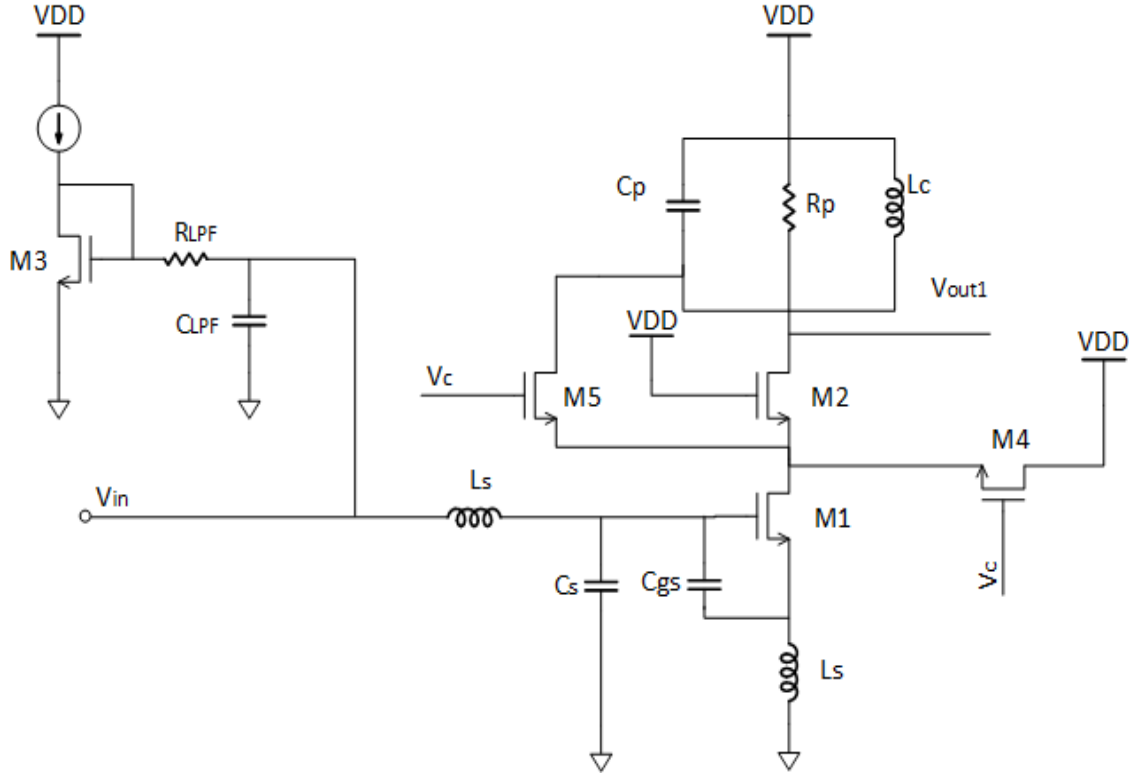 VDD
VDD
Cp
Rp
Lc
RLPF
M3
Vout1
CLPF
VDD
VDD
Vc
M5
M2
M4
Ls
Vin
M1
Vc
Cs
Cgs
Ls